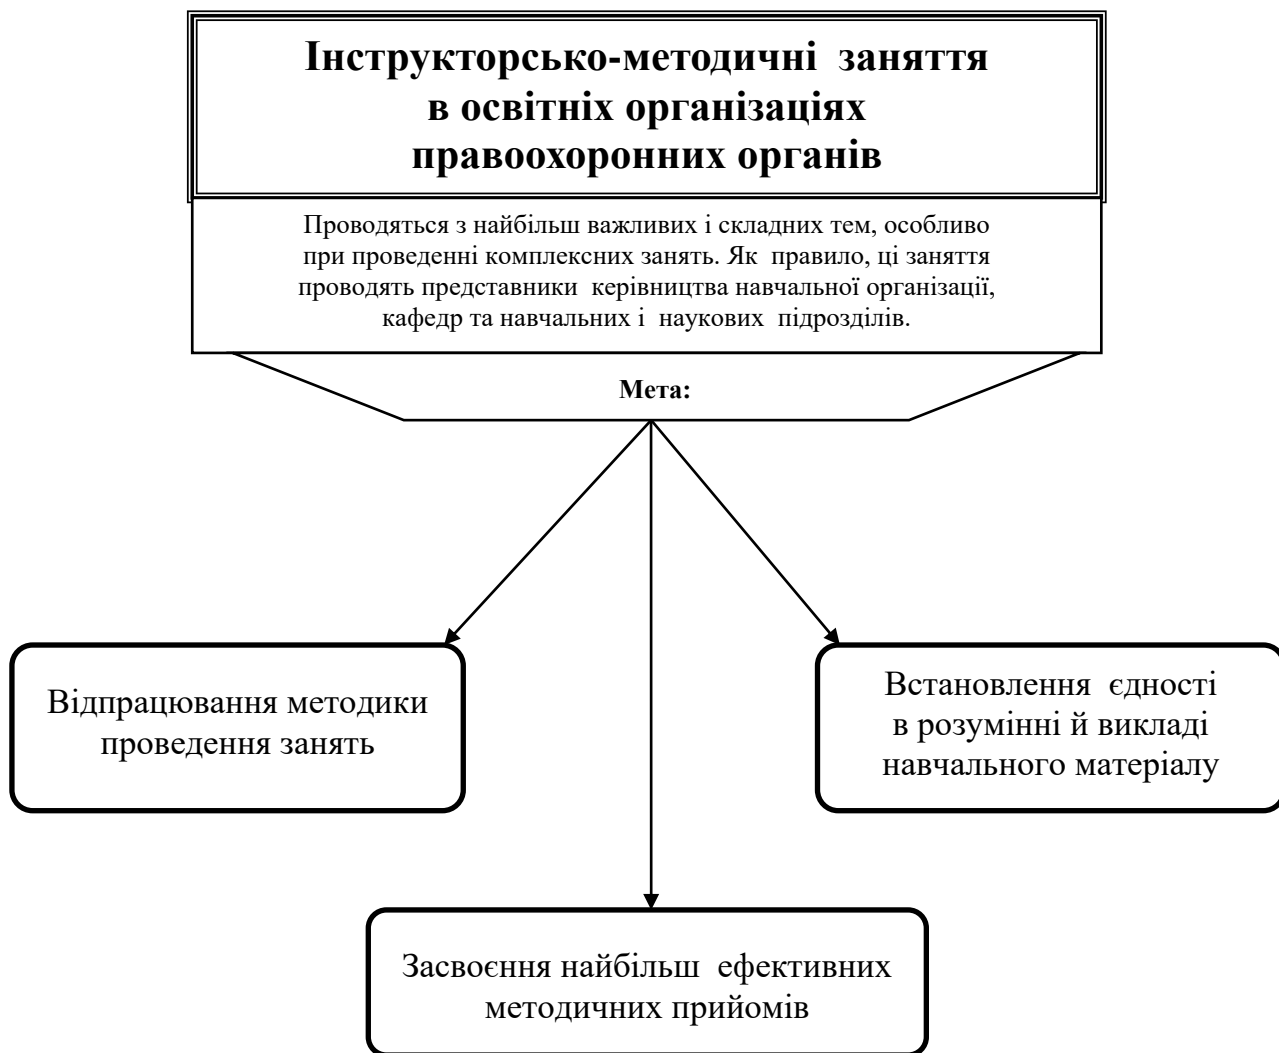 Інструкторсько-методичні заняття
в освітніх організаціях
правоохоронних органів
Проводяться з найбільш важливих і складних тем, особливо
при проведенні комплексних занять. Як правило, ці заняття
проводять представники керівництва навчальної організації,
кафедр та навчальних і наукових підрозділів.
Мета:
Відпрацювання методики
проведення занять
Встановлення єдності
в розумінні й викладі
навчального матеріалу
Засвоєння найбільш ефективних
методичних прийомів